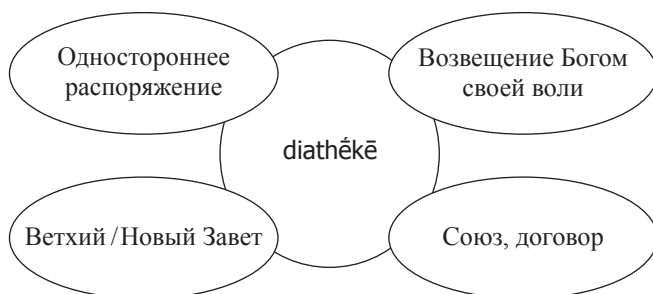 Одностороннее
распоряжение
Возвещение Богом
своей воли
diathḗkē
Ветхий / Новый Завет
Союз, договор